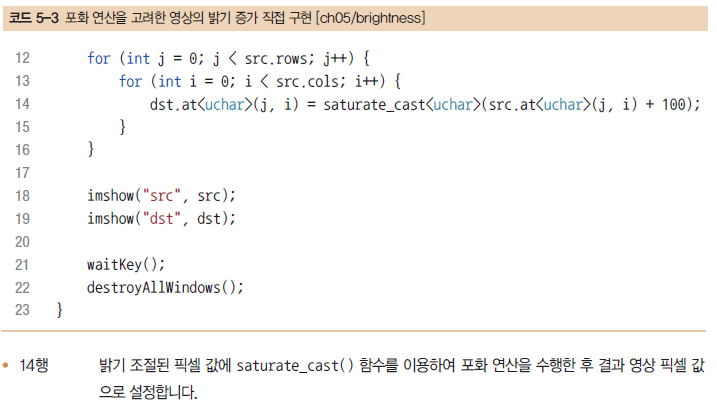 코드 5-3 포화 연산을 고려한 영상의 밝기 증가 직접 구현 [ch05/brightness]
12 for (int j = 0; j < src.rows; j++) {
13 for (int i = 0; i < src.cols; i++) {
14 dst.at<uchar>(j, i) = saturate_cast<uchar>(src.at<uchar>(j, i) + 100);
15 }
16 }
17
18 imshow("src", src);
19 imshow("dst", dst);
20
21 waitKey();
22 destroyAllWindows();
23 }
• 14행 밝기 조절된 픽셀 값에 saturate_cast() 함수를 이용하여 포화 연산을 수행한 후 결과 영상 픽셀 값
으로 설정합니다.